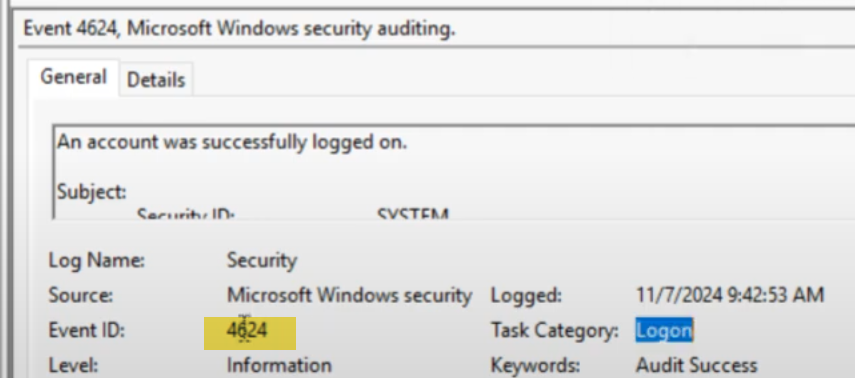 Event 4624, Microsoft Windows security auditing.
General Details
An account was successfully logged on.
Subject:
Security ID: SYSTEM
Log Name: Security
Source: Microsoft Windows security Logged: 11/7/2024 9:42:53 AM
Event ID: 4624 Task Category: Logon
Level: Information Keywords: Audit Success